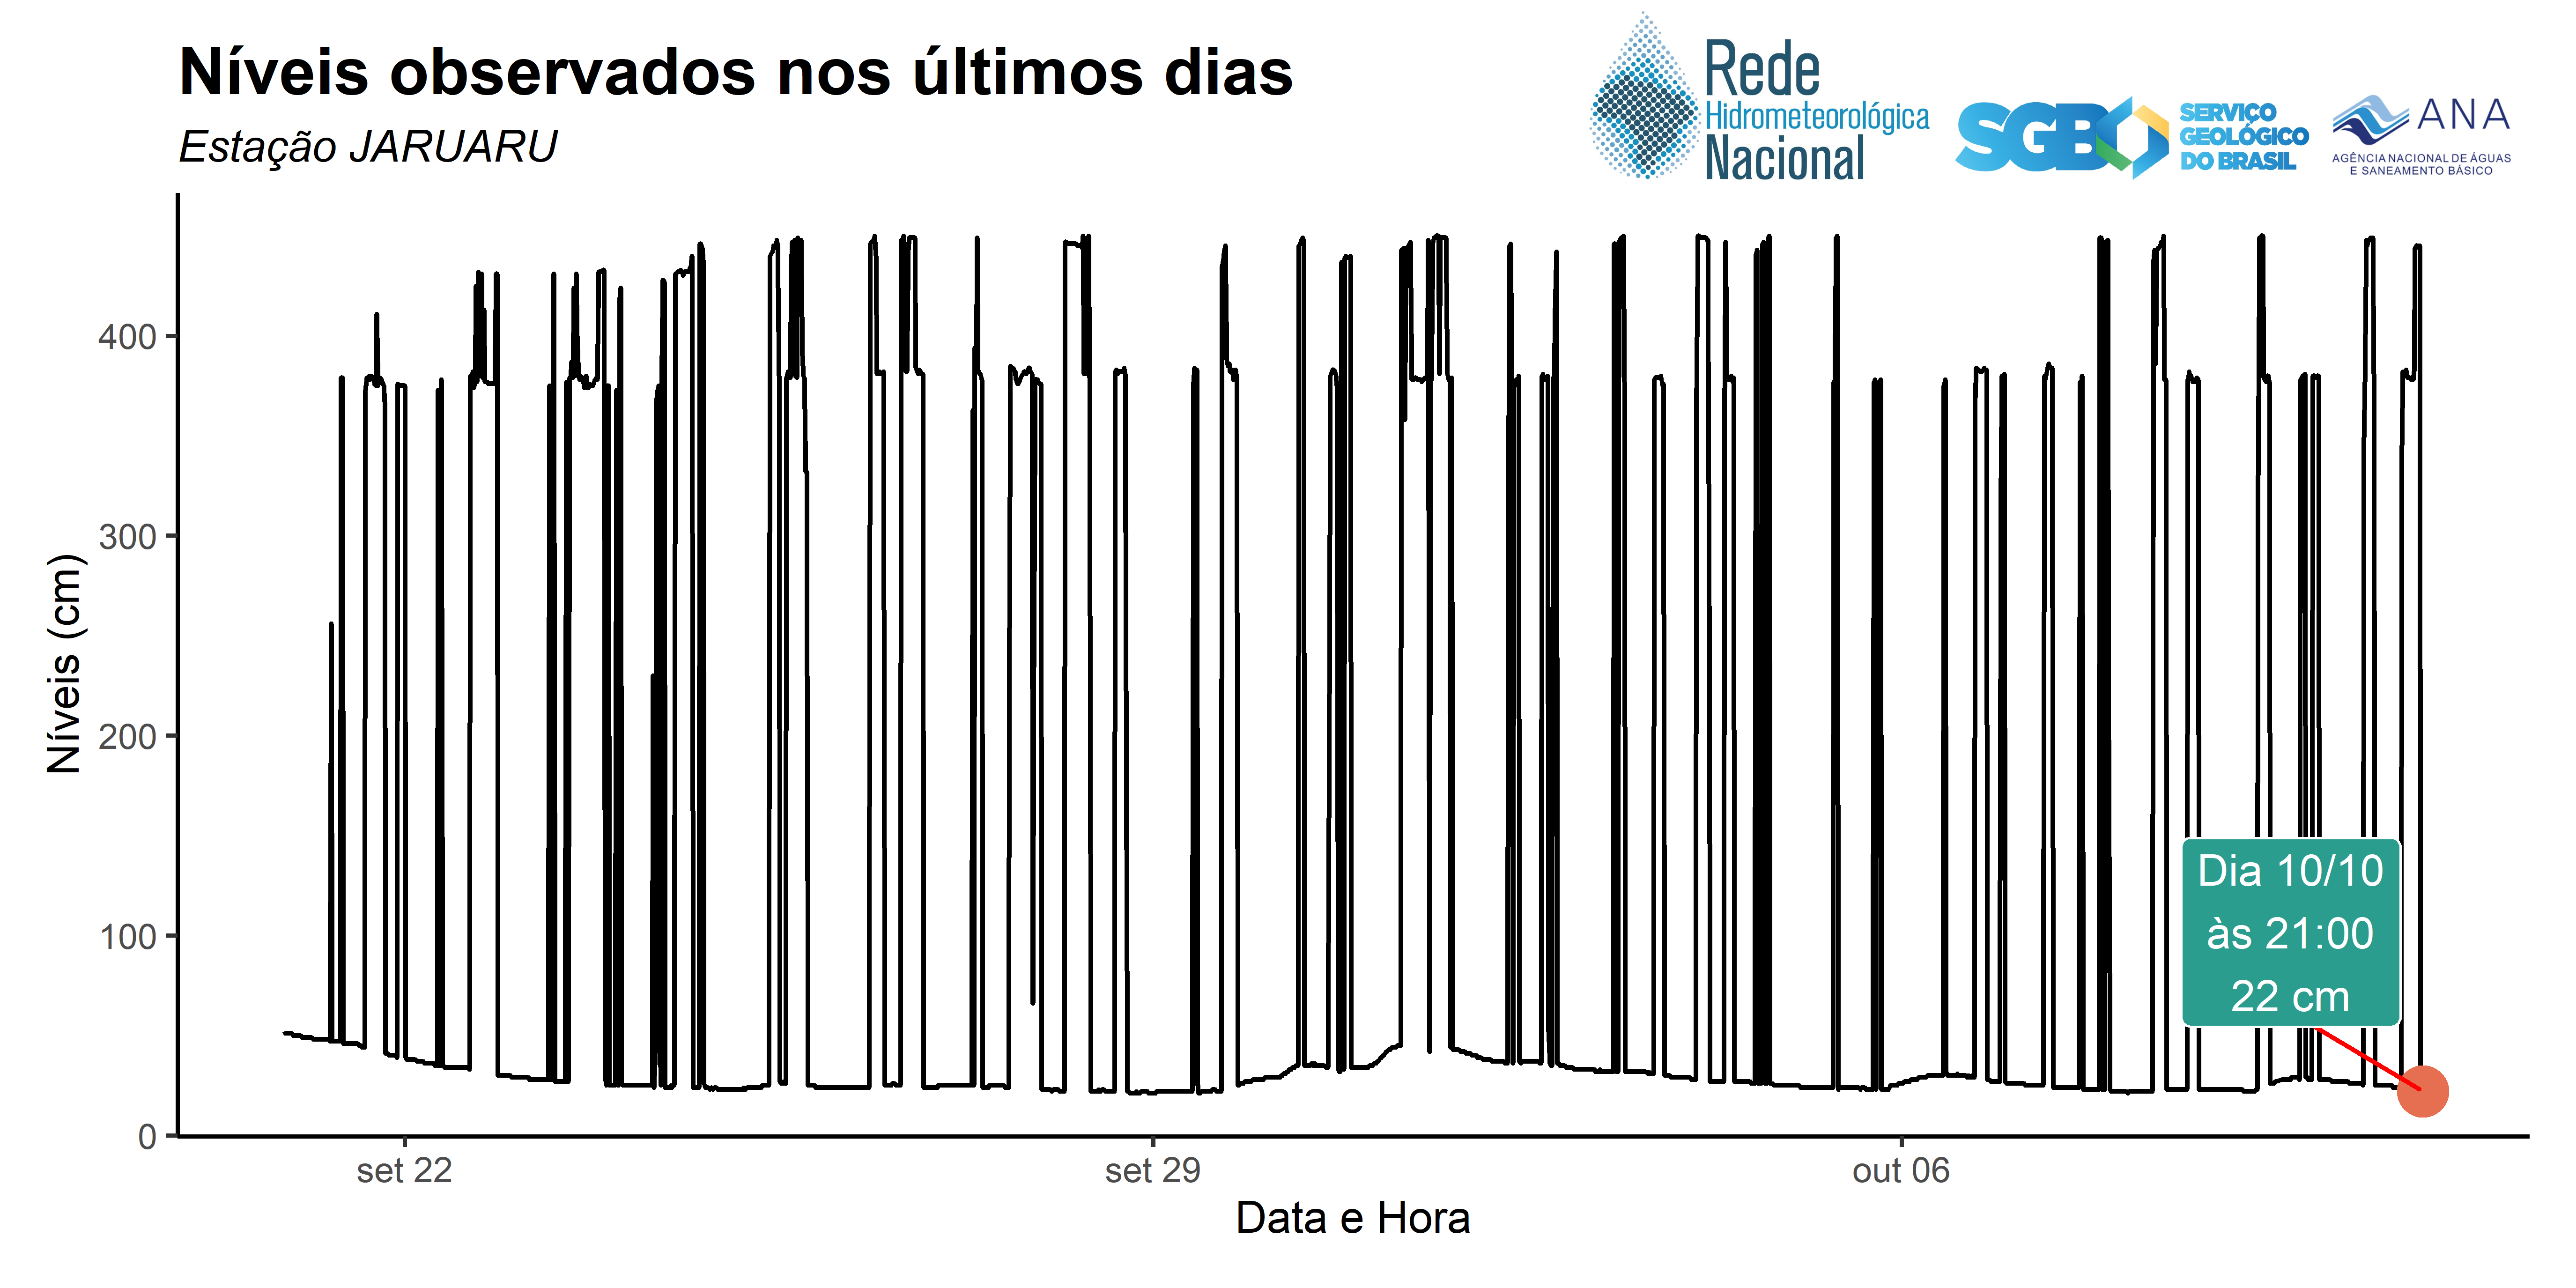 Níveis observados nos últimos dias
Estação JARUARU
Rede
Hidrometeorológica
Nacional
SGB
SERVIÇO
GEOLÓGICO
DO BRASIL
ANA
AGÊNCIA NACIONAL DE ÁGUAS
E SANEAMENTO BÁSICO
Níveis (cm)
400
300
200
100
0
Dia 10/10
às 21:00
22 cm
set 22
set 29
out 06
Data e Hora